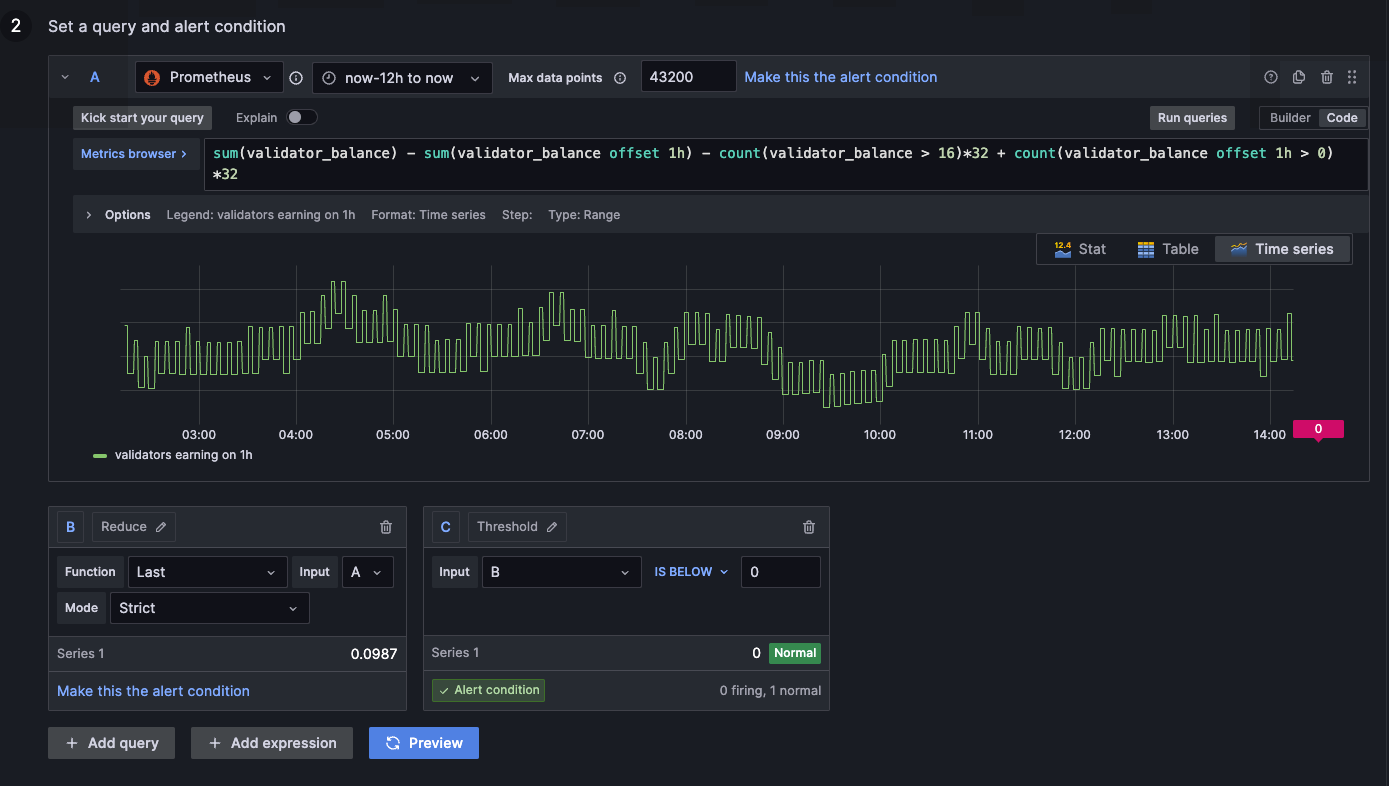 2 Set a query and alert condition
A Prometheus now-12h to now Max data points 43200 Make this the alert condition
Kick start your query Explain Run queries Builder Code
Metrics browser > sum(validator_balance) - sum(validator_balance offset 1h) - count(validator_balance > 16)*32 + count(validator_balance offset 1h > 0)
*32
Options Legend: validators earning on 1h Format: Time series Step: Type: Range
12.4 Stat Table Time series
03:00 04:00 05:00 06:00 07:00 08:00 09:00 10:00 11:00 12:00 13:00 14:00 0
validators earning on 1h
B Reduce
Function Last Input A
Mode Strict
Series 1 0.0987
Make this the alert condition
C Threshold
Input B IS BELOW 0
Series 1 0 Normal
Alert condition 0 firing, 1 normal
+ Add query + Add expression Preview